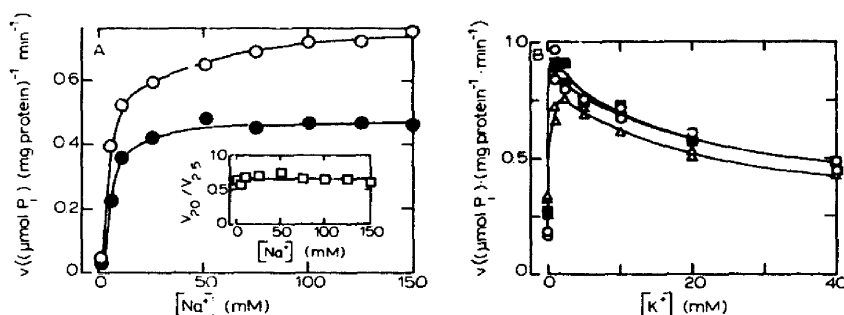 A
v((μmol Pi) (mg protein)⁻¹ min⁻¹)
0.6
0.4
0.2
0
0
50
100
150
[Na⁺] (mM)
V20/V2.5
1.0
0.5
0
0
50
100
150
[Na⁺] (mM)
B
v((μmol Pi)·(mg protein⁻¹·min⁻¹)
1.0
0.5
0
0
20
40
[K⁺] (mM)